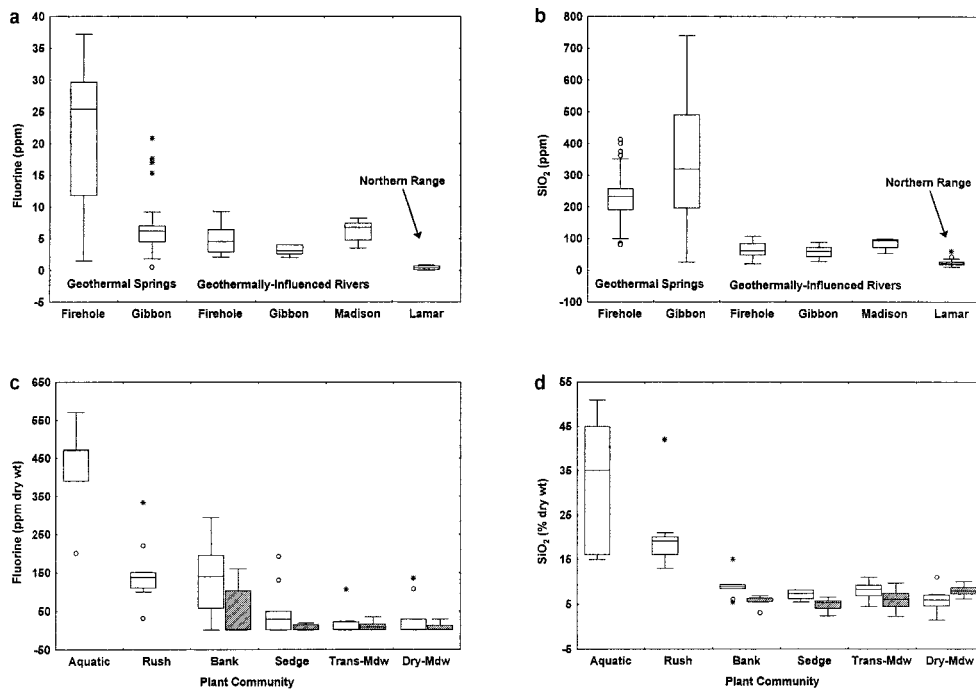 a
Fluorine (ppm)
40
35
30
25
20
15
10
5
0
-5
Northern Range
Geothermal Springs
Geothermally-Influenced Rivers
Firehole
Gibbon
Firehole
Gibbon
Madison
Lamar
b
SiO2 (ppm)
800
700
600
500
400
300
200
100
0
-100
Northern Range
Geothermal Springs
Geothermally-Influenced Rivers
Firehole
Gibbon
Firehole
Gibbon
Madison
Lamar
c
Fluorine (ppm dry wt)
650
550
450
350
250
150
50
-50
Aquatic
Rush
Bank
Sedge
Trans-Mdw
Dry-Mdw
Plant Community
d
SiO2 (% dry wt)
55
45
35
25
15
5
-5
Aquatic
Rush
Bank
Sedge
Trans-Mdw
Dry-Mdw
Plant Community